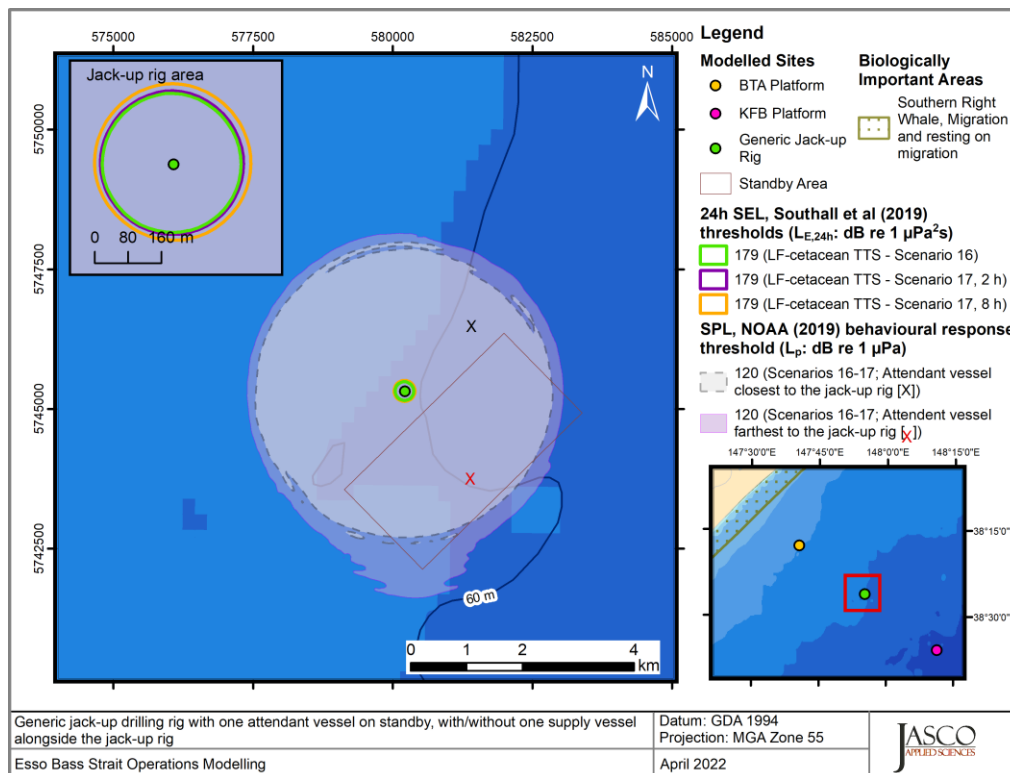 575000
577500
580000
582500
585000
5750000
5747500
5745000
5742500
Jack-up rig area
0 80 160 m
N
X
X
60 m
0 1 2 4
km
Legend
Modelled Sites
BTA Platform
KFB Platform
Generic Jack-up
Rig
Standby Area
Biologically
Important Areas
Southern Right
Whale, Migration
and resting on
migration
24h SEL, Southall et al (2019)
thresholds (LE,24h: dB re 1 µPa²s)
179 (LF-cetacean TTS - Scenario 16)
179 (LF-cetacean TTS - Scenario 17, 2 h)
179 (LF-cetacean TTS - Scenario 17, 8 h)
SPL, NOAA (2019) behavioural response
threshold (Lp: dB re 1 µPa)
120 (Scenarios 16-17; Attendant vessel
closest to the jack-up rig [X])
120 (Scenarios 16-17; Attendent vessel
farthest to the jack-up rig [X])
147°30'0"E
147°45'0"E
148°0'0"E
148°15'0"E
38°15'0"S
38°30'0"S
Generic jack-up drilling rig with one attendant vessel on standby, with/without one supply vessel
alongside the jack-up rig
Esso Bass Strait Operations Modelling
Datum: GDA 1994
Projection: MGA Zone 55
April 2022
JASCO
APPLIED SCIENCES